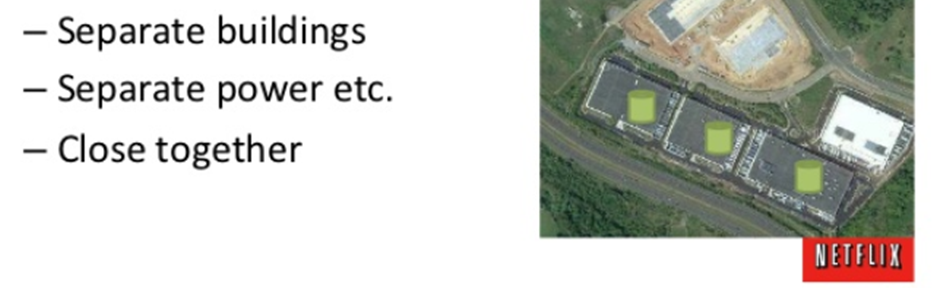 – Separate buildings
– Separate power etc.
– Close together
NETFLIX